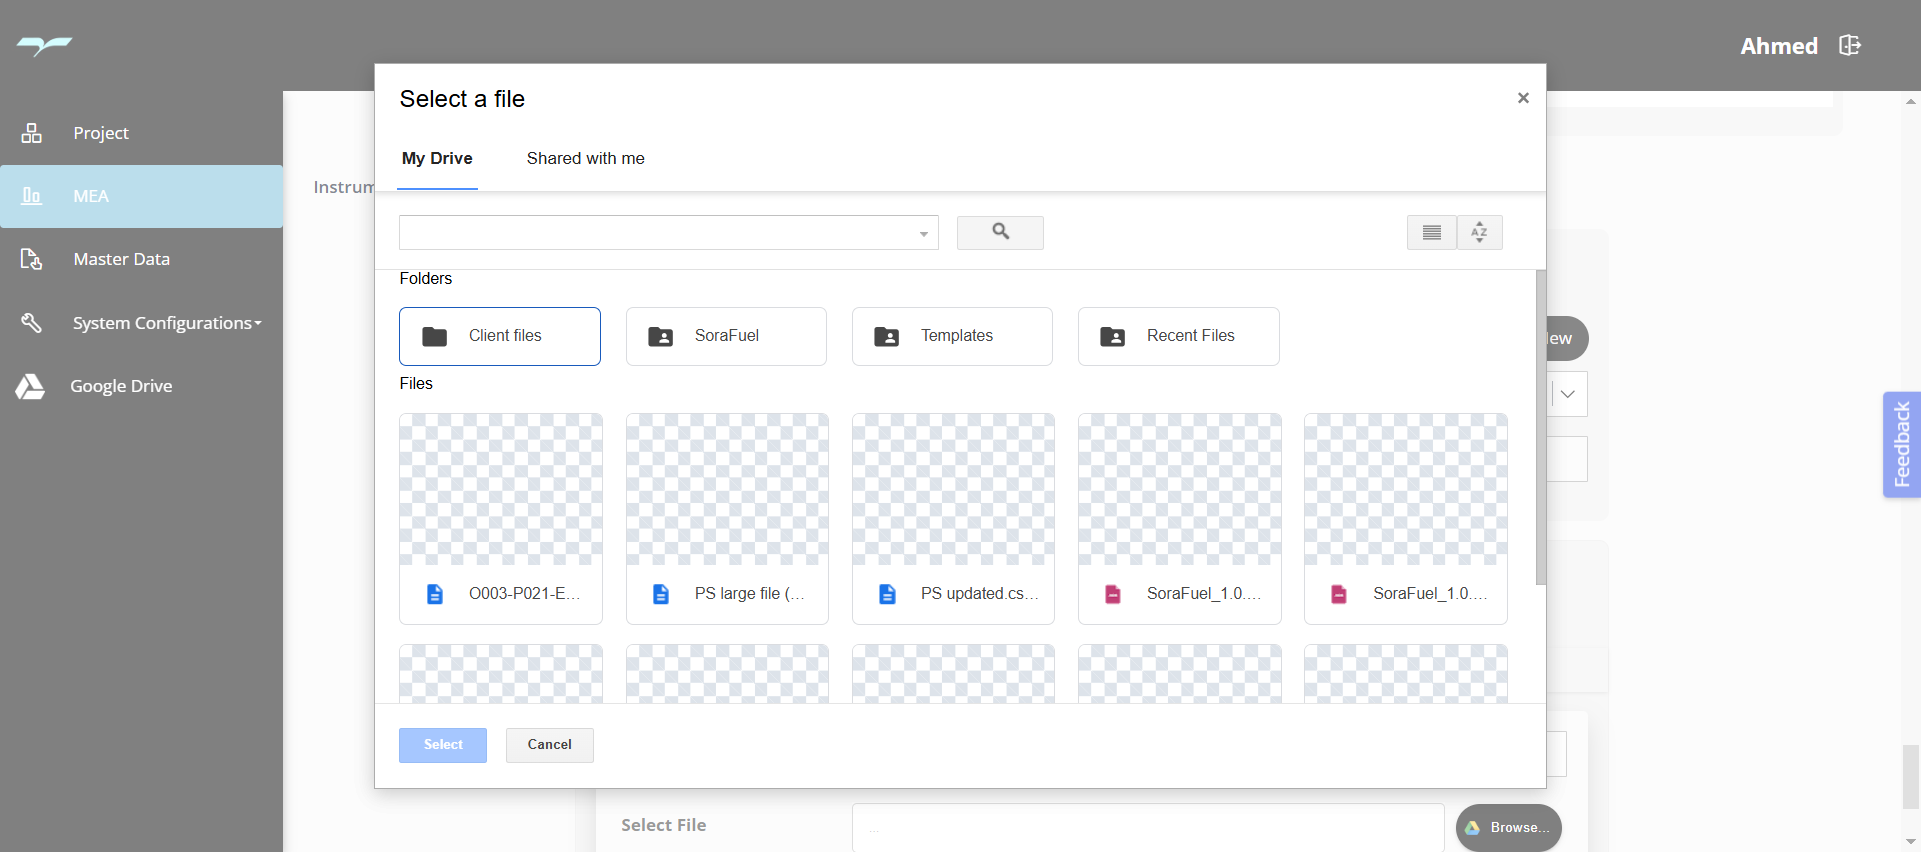 Ahmed
Project
MEA
Master Data
System Configurations
Google Drive
Instrum
Select a file
×
My Drive
Shared with me
A Z
Folders
Client files
SoraFuel
Templates
Recent Files
Files
O003-P021-E...
PS large file (...
PS updated.cs...
SoraFuel_1.0....
SoraFuel_1.0....
Select
Cancel
ew
Feedback
Select File
...
Browse...